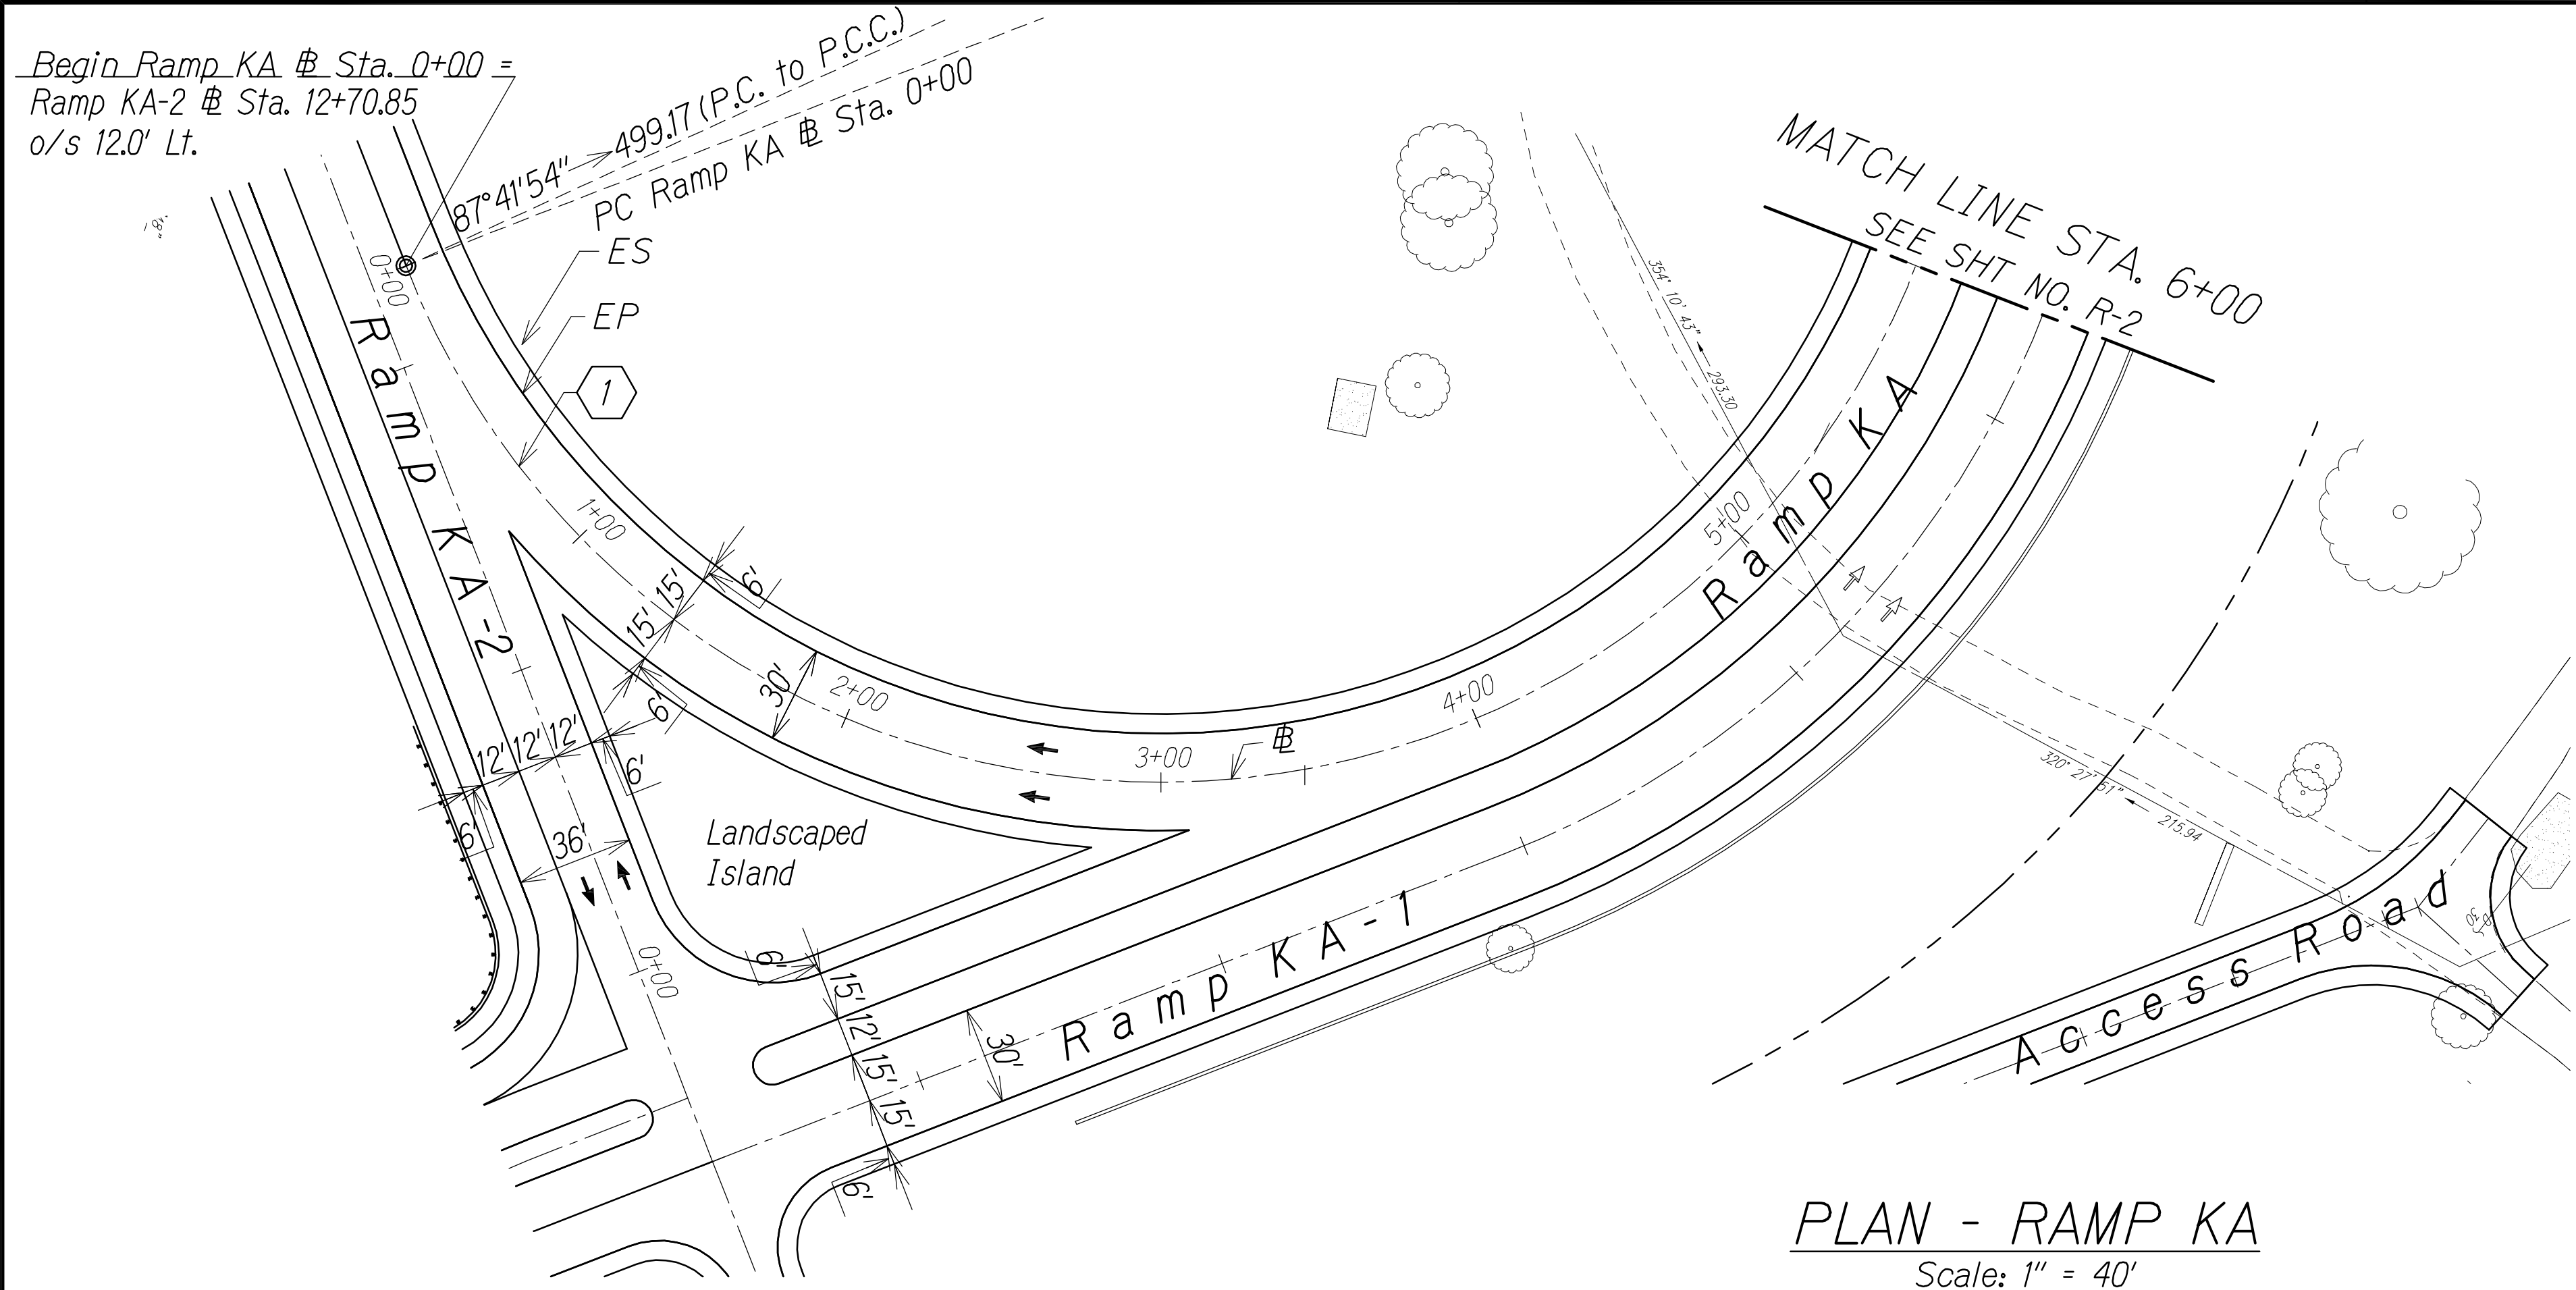 Begin Ramp KA ⅊ Sta. 0+00 =
Ramp KA-2 ⅊ Sta. 12+70.85
o/s 12.0' Lt.
87°41'54" 499.17 (P.C. to P.C.C.)
PC Ramp KA ⅊ Sta. 0+00
ES
EP
1
MATCH LINE STA. 6+00
SEE SHT NO. R-2
354° 10' 43" 293.30
0+00
Ramp KA-2
1+00
15'
15'
6'
6'
30'
2+00
3+00
⅊
4+00
5+00
Ramp KA
12'
12'
12'
6'
6'
36'
Landscaped
Island
0+00
6'
15'
12'
15'
15'
6'
30'
Ramp KA-1
320° 27' 51" 215.94
Access Road
PLAN - RAMP KA
Scale: 1" = 40'